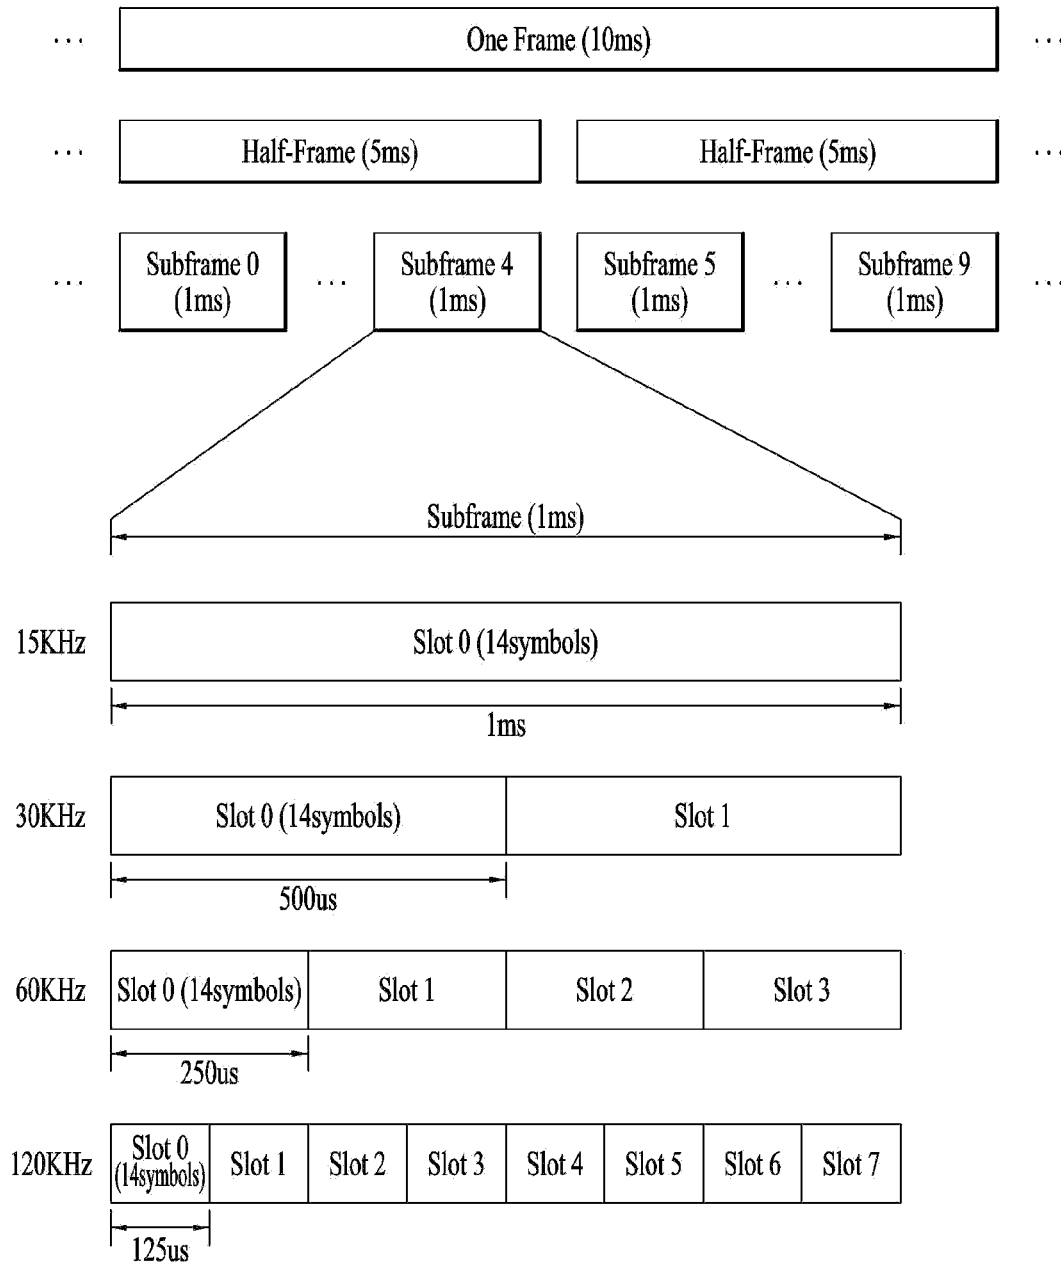 ... One Frame (10ms) ...
... Half-Frame (5ms) Half-Frame (5ms) ...
... Subframe 0 ... Subframe 4 Subframe 5 ... Subframe 9 ...
(1ms) (1ms) (1ms) (1ms)
Subframe (1ms)
15KHz Slot 0 (14symbols)
1ms
30KHz Slot 0 (14symbols) Slot 1
500us
60KHz Slot 0 (14symbols) Slot 1 Slot 2 Slot 3
250us
120KHz Slot 0 (14symbols) Slot 1 Slot 2 Slot 3 Slot 4 Slot 5 Slot 6 Slot 7
125us